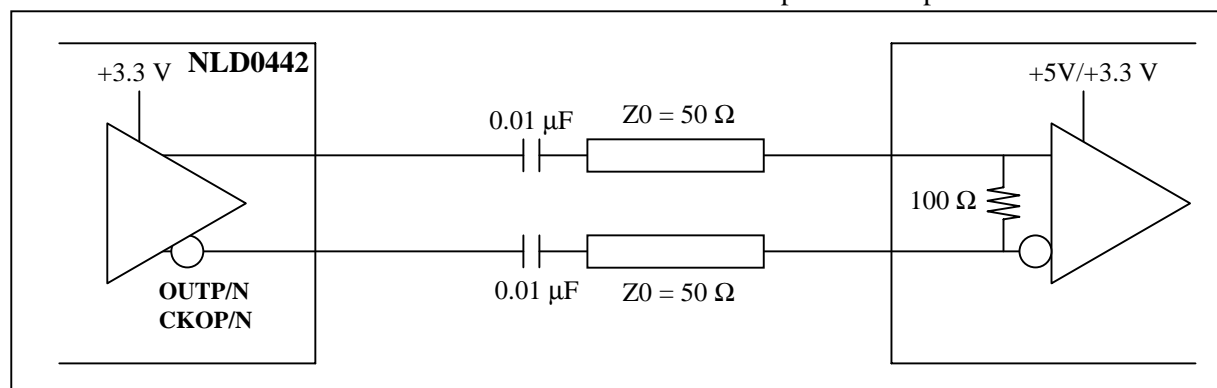 NLD0442
+3.3 V
+5V/+3.3 V
0.01 µF
Z0 = 50 Ω
100 Ω
0.01 µF
Z0 = 50 Ω
OUTP/N
CKOP/N